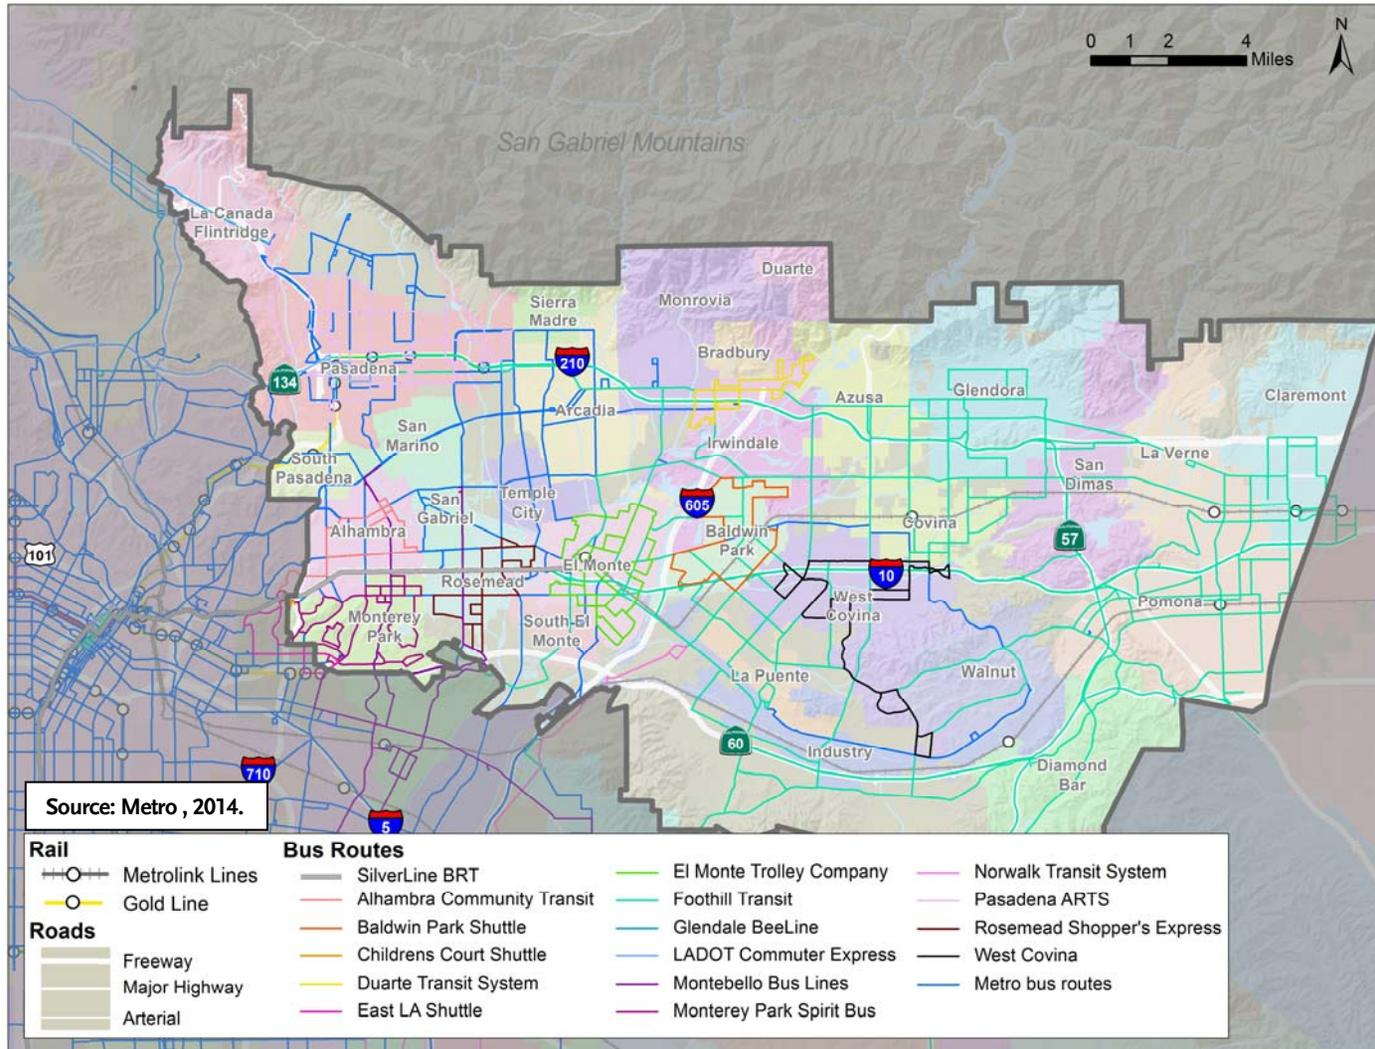 N
0 1 2 4
Miles
San Gabriel Mountains
La Canada
Flintridge
Duarte
Monrovia
Sierra
Madre
Bradbury
210
Pasadena
134
Glendora
Claremont
Azusa
Arcadia
San
Marino
Irwindale
La Verne
South
Pasadena
San
Dimas
Temple
City
San
Gabriel
605
Alhambra
Baldwin
Park
Covina
57
101
El Monte
10
Rosemead
West
Covina
Pomona
Monterey
Park
South El
Monte
La Puente
Walnut
60
Industry
Diamond
Bar
710
Source: Metro , 2014.
5
Rail
Metrolink Lines
Gold Line
Roads
Freeway
Major Highway
Arterial
Bus Routes
SilverLine BRT
Alhambra Community Transit
Baldwin Park Shuttle
Childrens Court Shuttle
Duarte Transit System
East LA Shuttle
El Monte Trolley Company
Foothill Transit
Glendale BeeLine
LADOT Commuter Express
Montebello Bus Lines
Monterey Park Spirit Bus
Norwalk Transit System
Pasadena ARTS
Rosemead Shopper's Express
West Covina
Metro bus routes